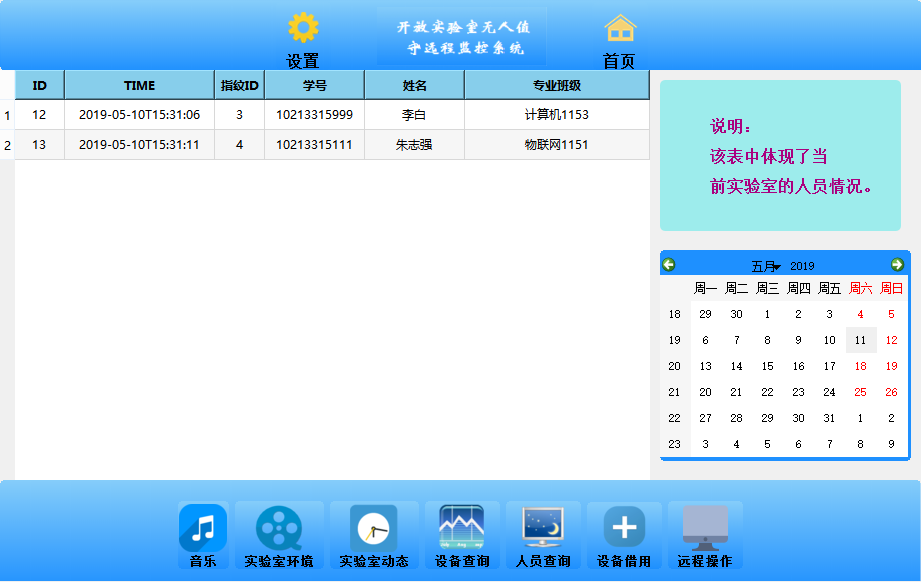 设置
开放实验室无人值
守远程监控系统
首页
ID TIME 指纹ID 学号 姓名 专业班级
1 12 2019-05-10T15:31:06 3 10213315999 李白 计算机1153
2 13 2019-05-10T15:31:11 4 10213315111 朱志强 物联网1151
说明：
该表中体现了当
前实验室的人员情况。
五月 2019
周一 周二 周三 周四 周五 周六 周日
18 29 30 1 2 3 4 5
19 6 7 8 9 10 11 12
20 13 14 15 16 17 18 19
21 20 21 22 23 24 25 26
22 27 28 29 30 31 1 2
23 3 4 5 6 7 8 9
音乐 实验室环境 实验室动态 设备查询 人员查询 设备借用 远程操作